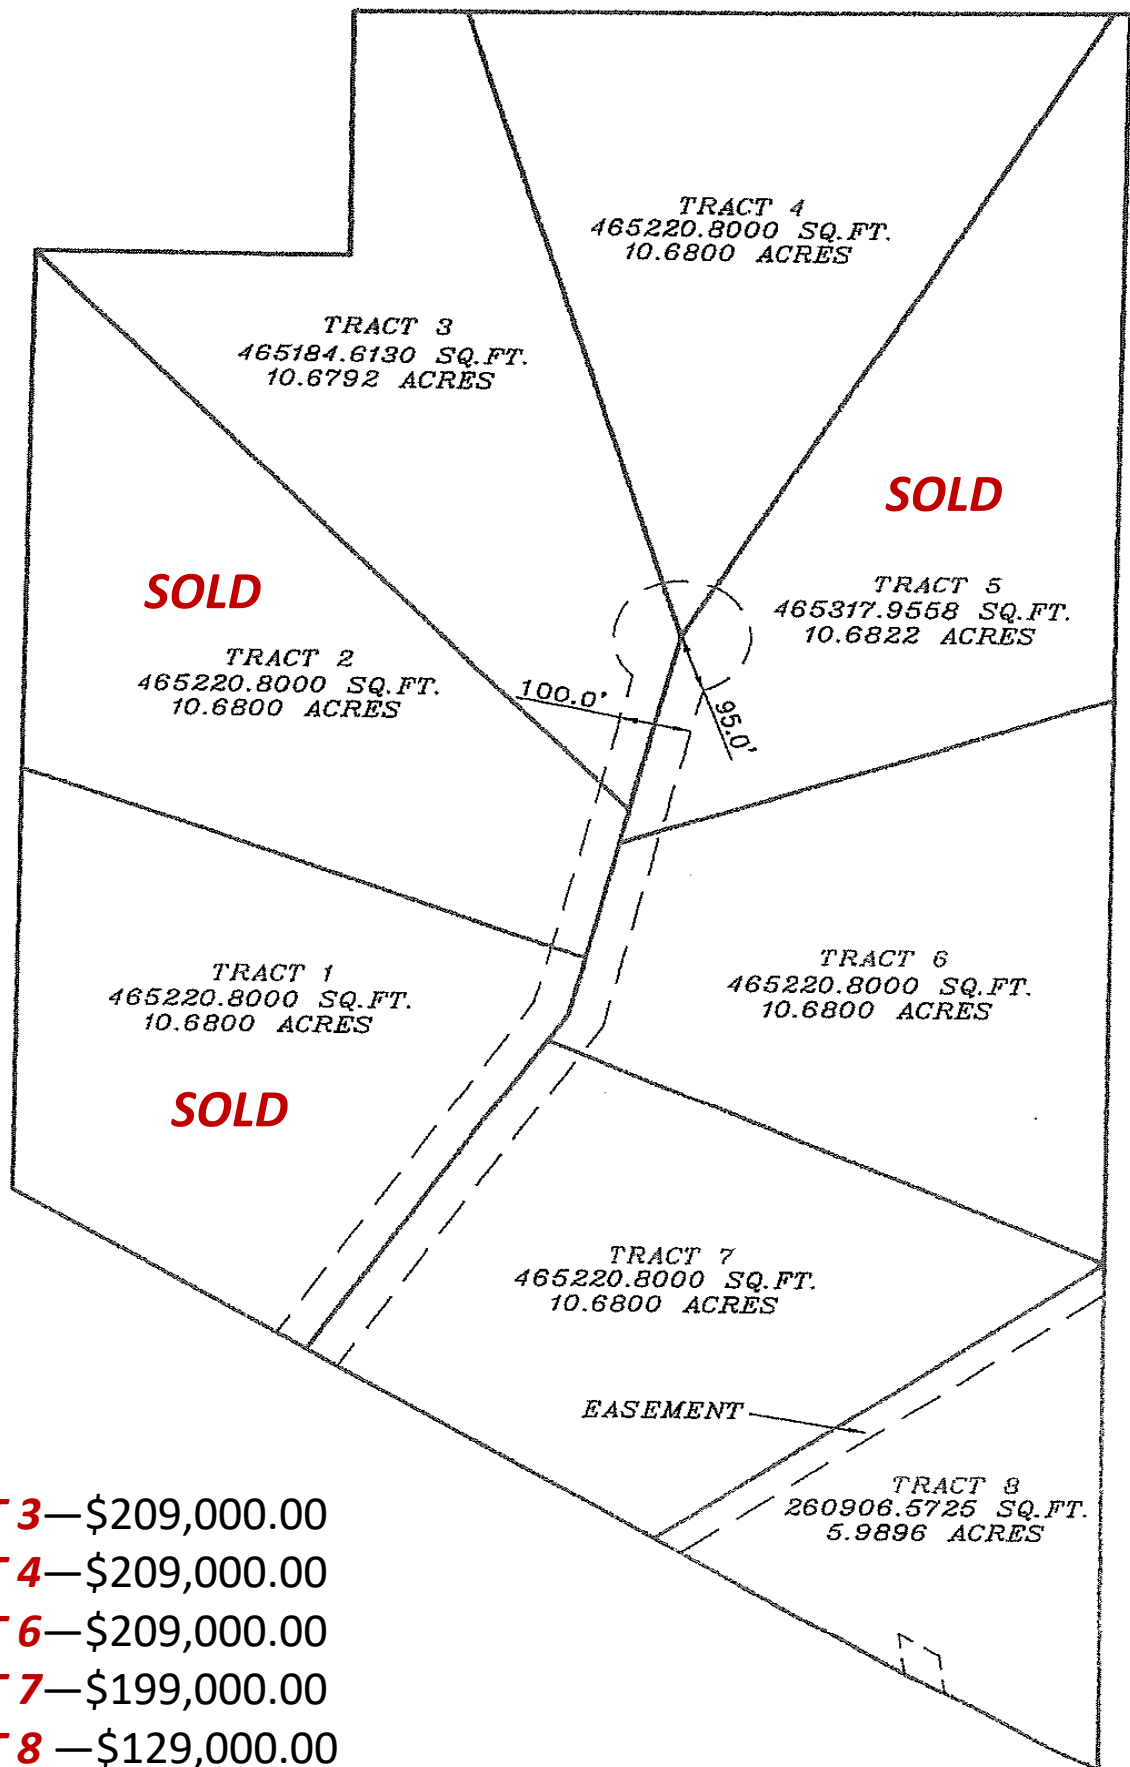 TRACT 4
465220.8000 SQ.FT.
10.6800 ACRES
TRACT 3
465184.6130 SQ.FT.
10.6792 ACRES
SOLD
TRACT 5
465317.9558 SQ.FT.
10.6822 ACRES
SOLD
TRACT 2
465220.8000 SQ.FT.
10.6800 ACRES
100.0'
95.0'
TRACT 1
465220.8000 SQ.FT.
10.6800 ACRES
SOLD
TRACT 6
465220.8000 SQ.FT.
10.6800 ACRES
TRACT 7
465220.8000 SQ.FT.
10.6800 ACRES
EASEMENT
TRACT 8
260906.5725 SQ.FT.
5.9896 ACRES
T 3—$209,000.00
T 4—$209,000.00
T 6—$209,000.00
T 7—$199,000.00
T 8 —$129,000.00